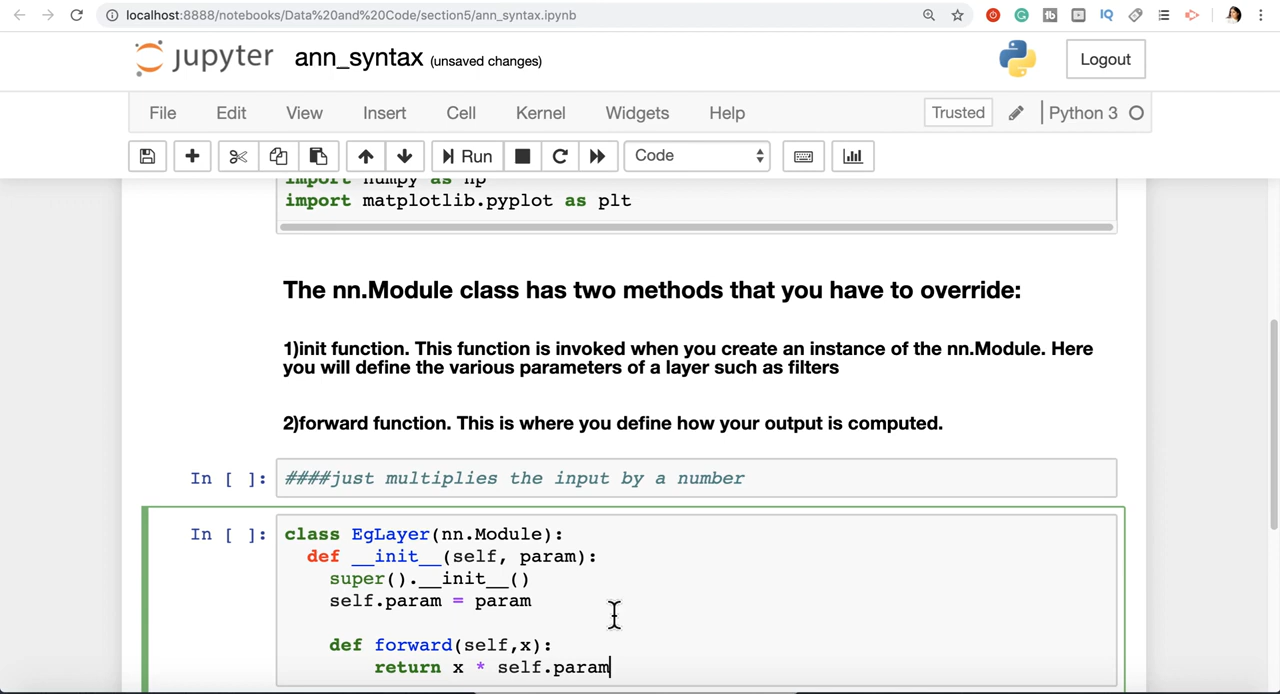 localhost:8888/notebooks/Data%20and%20Code/section5/ann_syntax.ipynb
jupyter ann_syntax (unsaved changes)
Logout
File Edit View Insert Cell Kernel Widgets Help Trusted Python 3
Run Code
import numpy as np
import matplotlib.pyplot as plt
The nn.Module class has two methods that you have to override:
1)init function. This function is invoked when you create an instance of the nn.Module. Here
you will define the various parameters of a layer such as filters
2)forward function. This is where you define how your output is computed.
In [ ]: ####just multiplies the input by a number
In [ ]: class EgLayer(nn.Module):
def __init__(self, param):
super().__init__()
self.param = param
def forward(self,x):
return x * self.param